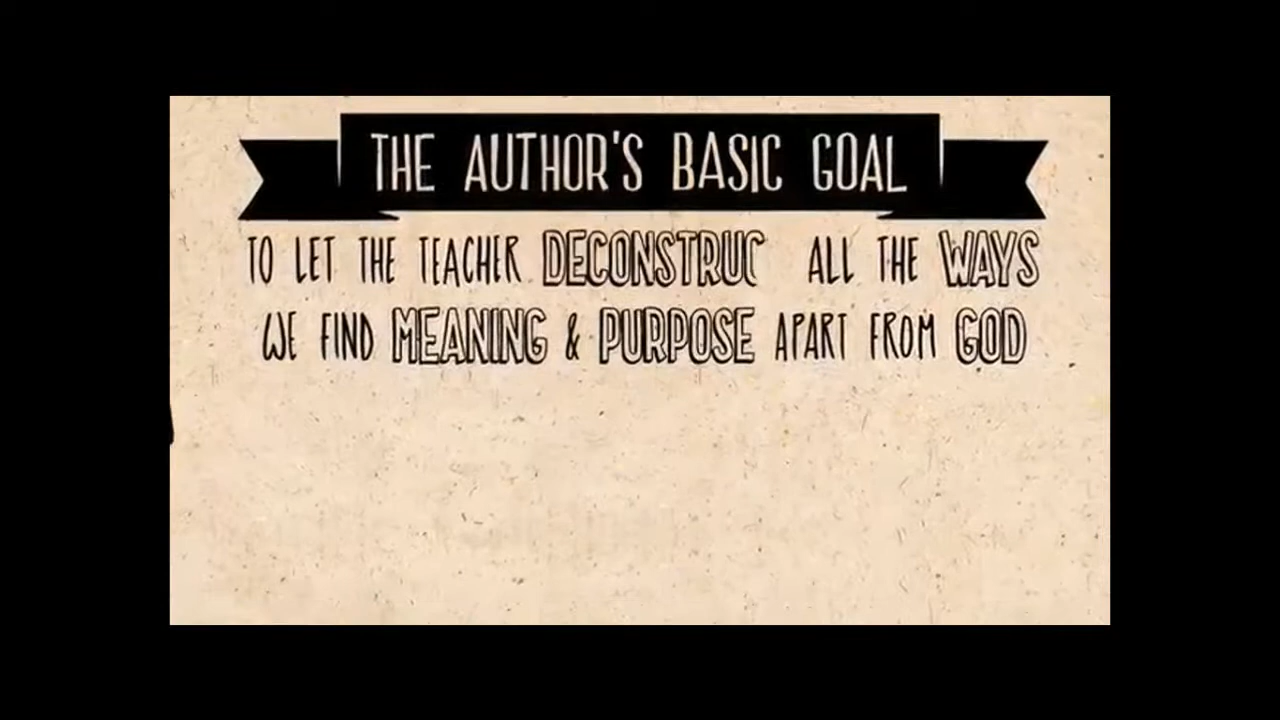 THE AUTHOR'S BASIC GOAL
TO LET THE TEACHER DECONSTRUC ALL THE WAYS
WE FIND MEANING & PURPOSE APART FROM GOD